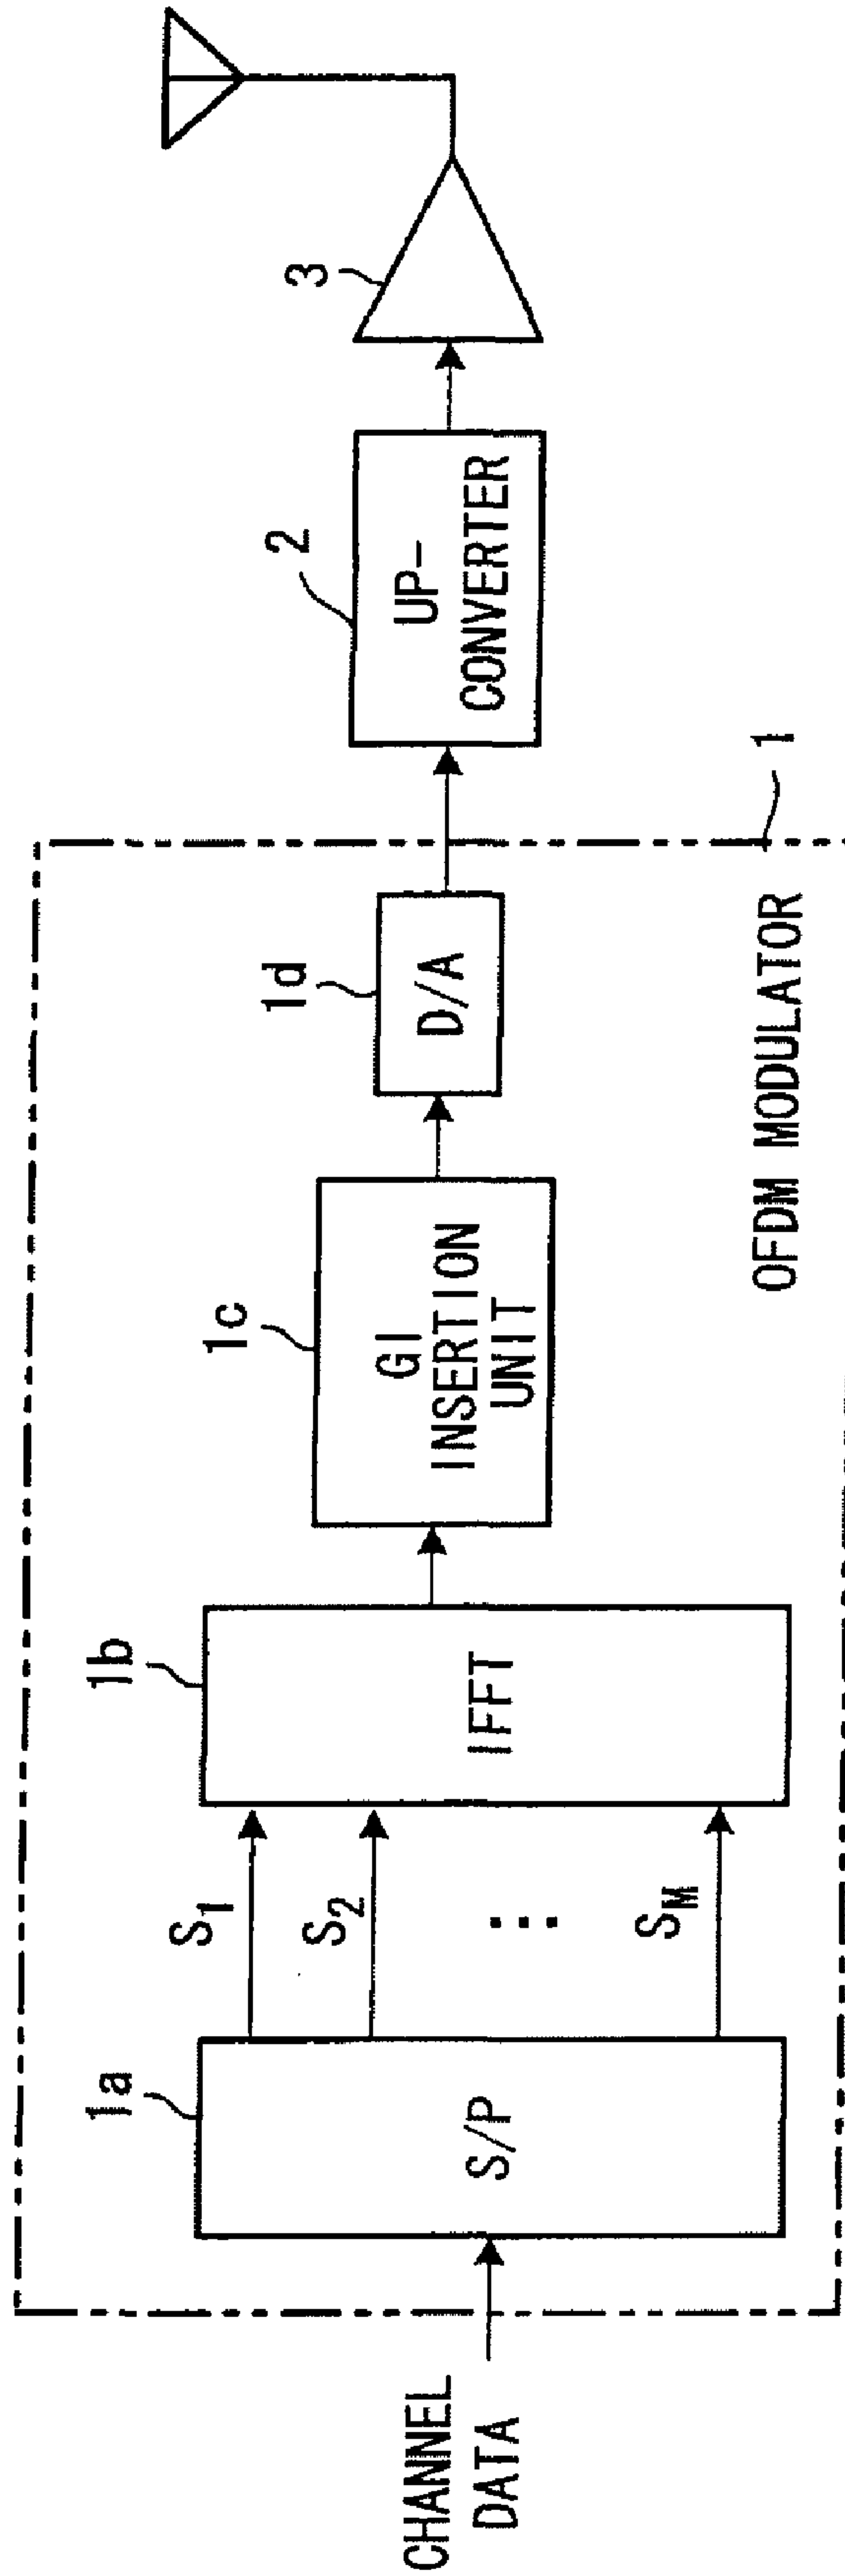 CHANNEL
DATA
1a
S/P
S1
S2
⋮
SM
1b
IFFT
1c
GI
INSERTION
UNIT
1d
D/A
OFDM MODULATOR
1
2
UP-
CONVERTER
3